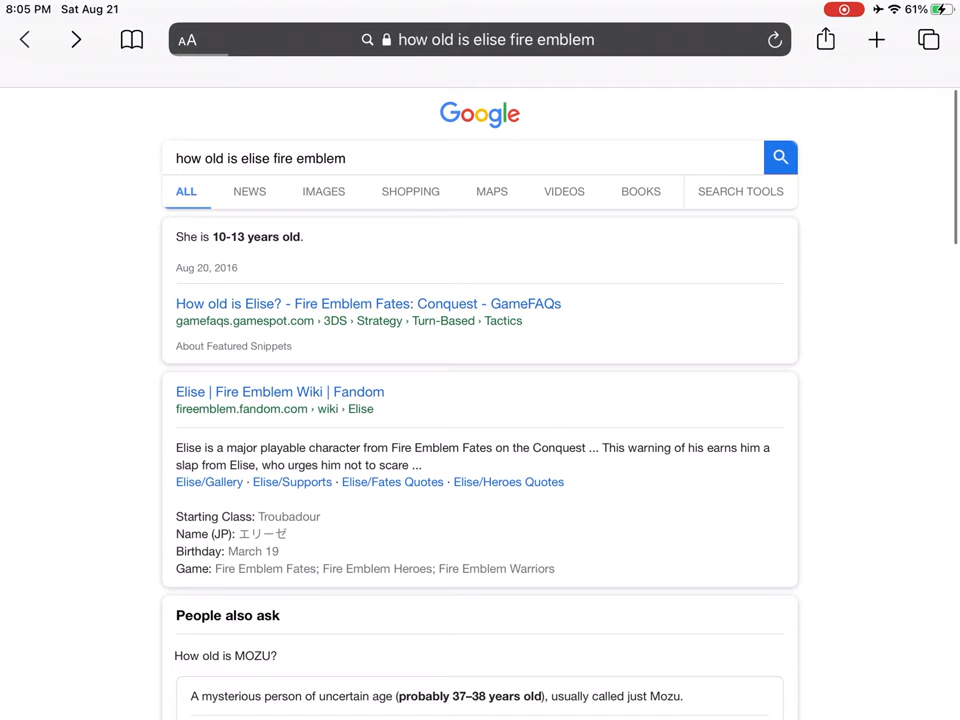 8:05 PM Sat Aug 21
61%
AA how old is elise fire emblem
Google
how old is elise fire emblem
ALL NEWS IMAGES SHOPPING MAPS VIDEOS BOOKS SEARCH TOOLS
She is 10-13 years old.
Aug 20, 2016
How old is Elise? - Fire Emblem Fates: Conquest - GameFAQs
gamefaqs.gamespot.com › 3DS › Strategy › Turn-Based › Tactics
About Featured Snippets
Elise | Fire Emblem Wiki | Fandom
fireemblem.fandom.com › wiki › Elise
Elise is a major playable character from Fire Emblem Fates on the Conquest ... This warning of his earns him a
slap from Elise, who urges him not to scare ...
Elise/Gallery · Elise/Supports · Elise/Fates Quotes · Elise/Heroes Quotes
Starting Class: Troubadour
Name (JP): エリーゼ
Birthday: March 19
Game: Fire Emblem Fates; Fire Emblem Heroes; Fire Emblem Warriors
People also ask
How old is MOZU?
A mysterious person of uncertain age (probably 37–38 years old), usually called just Mozu.